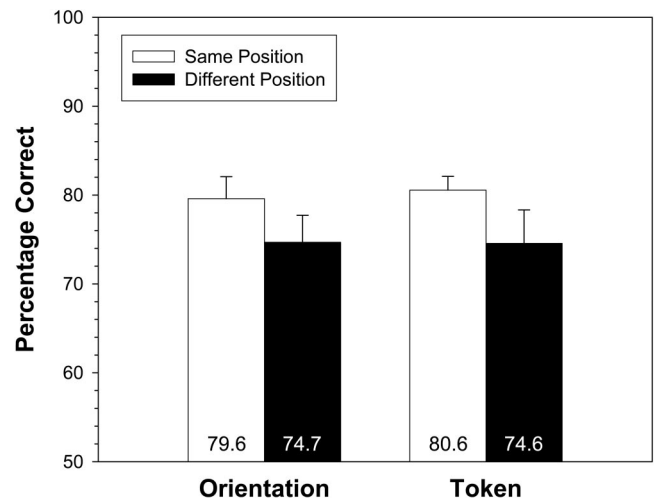 100
Same Position
Different Position
90
80
70
60
50
Percentage Correct
79.6 74.7 80.6 74.6
Orientation Token